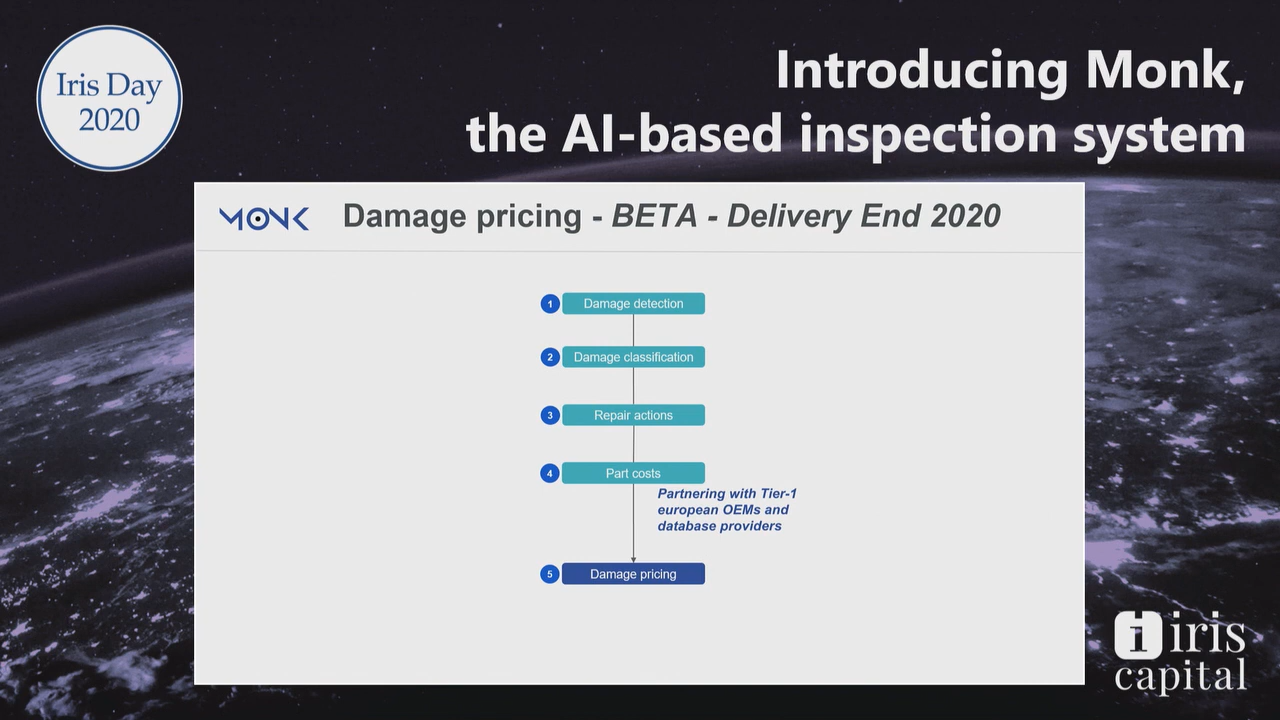 Iris Day
2020
Introducing Monk,
the AI-based inspection system
MONK
Damage pricing - BETA - Delivery End 2020
1 Damage detection
2 Damage classification
3 Repair actions
4 Part costs
Partnering with Tier-1
european OEMs and
database providers
5 Damage pricing
i iris
capital